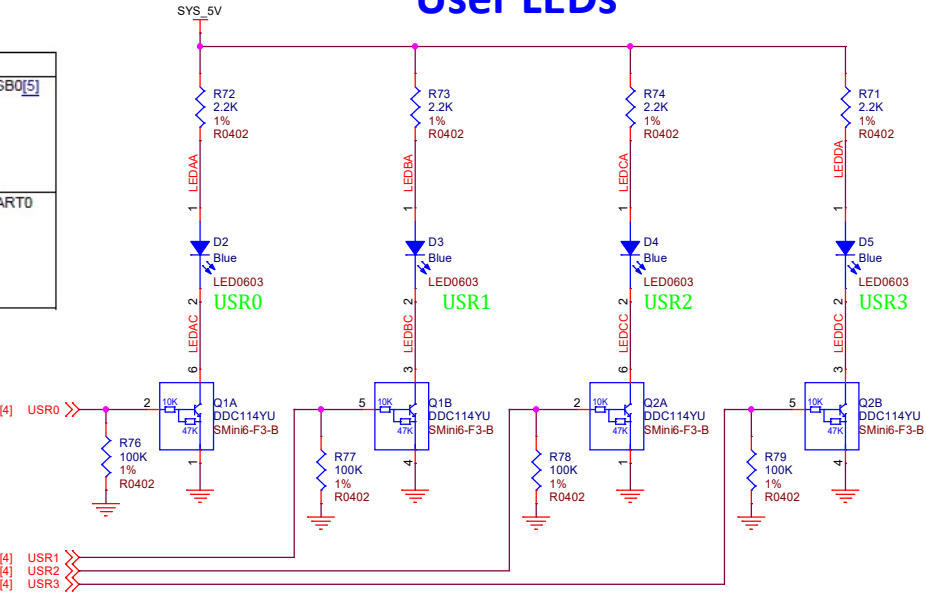 User LEDs
SYS_5V
SB0[5]
ART0
R72
2.2K
1%
R0402
R73
2.2K
1%
R0402
R74
2.2K
1%
R0402
R71
2.2K
1%
R0402
LEDAA
LEDBA
LEDCA
LEDDA
1
1
1
1
D2
Blue
LED0603
USR0
D3
Blue
LED0603
USR1
D4
Blue
LED0603
USR2
D5
Blue
LED0603
USR3
2
2
2
2
LEDAC
LEDBC
LEDCC
LEDDC
6
3
6
3
[4] USR0
2
10K
47K
Q1A
DDC114YU
SMini6-F3-B
1
5
10K
47K
Q1B
DDC114YU
SMini6-F3-B
4
2
10K
47K
Q2A
DDC114YU
SMini6-F3-B
1
5
10K
47K
Q2B
DDC114YU
SMini6-F3-B
4
R76
100K
1%
R0402
R77
100K
1%
R0402
R78
100K
1%
R0402
R79
100K
1%
R0402
[4] USR1
[4] USR2
[4] USR3